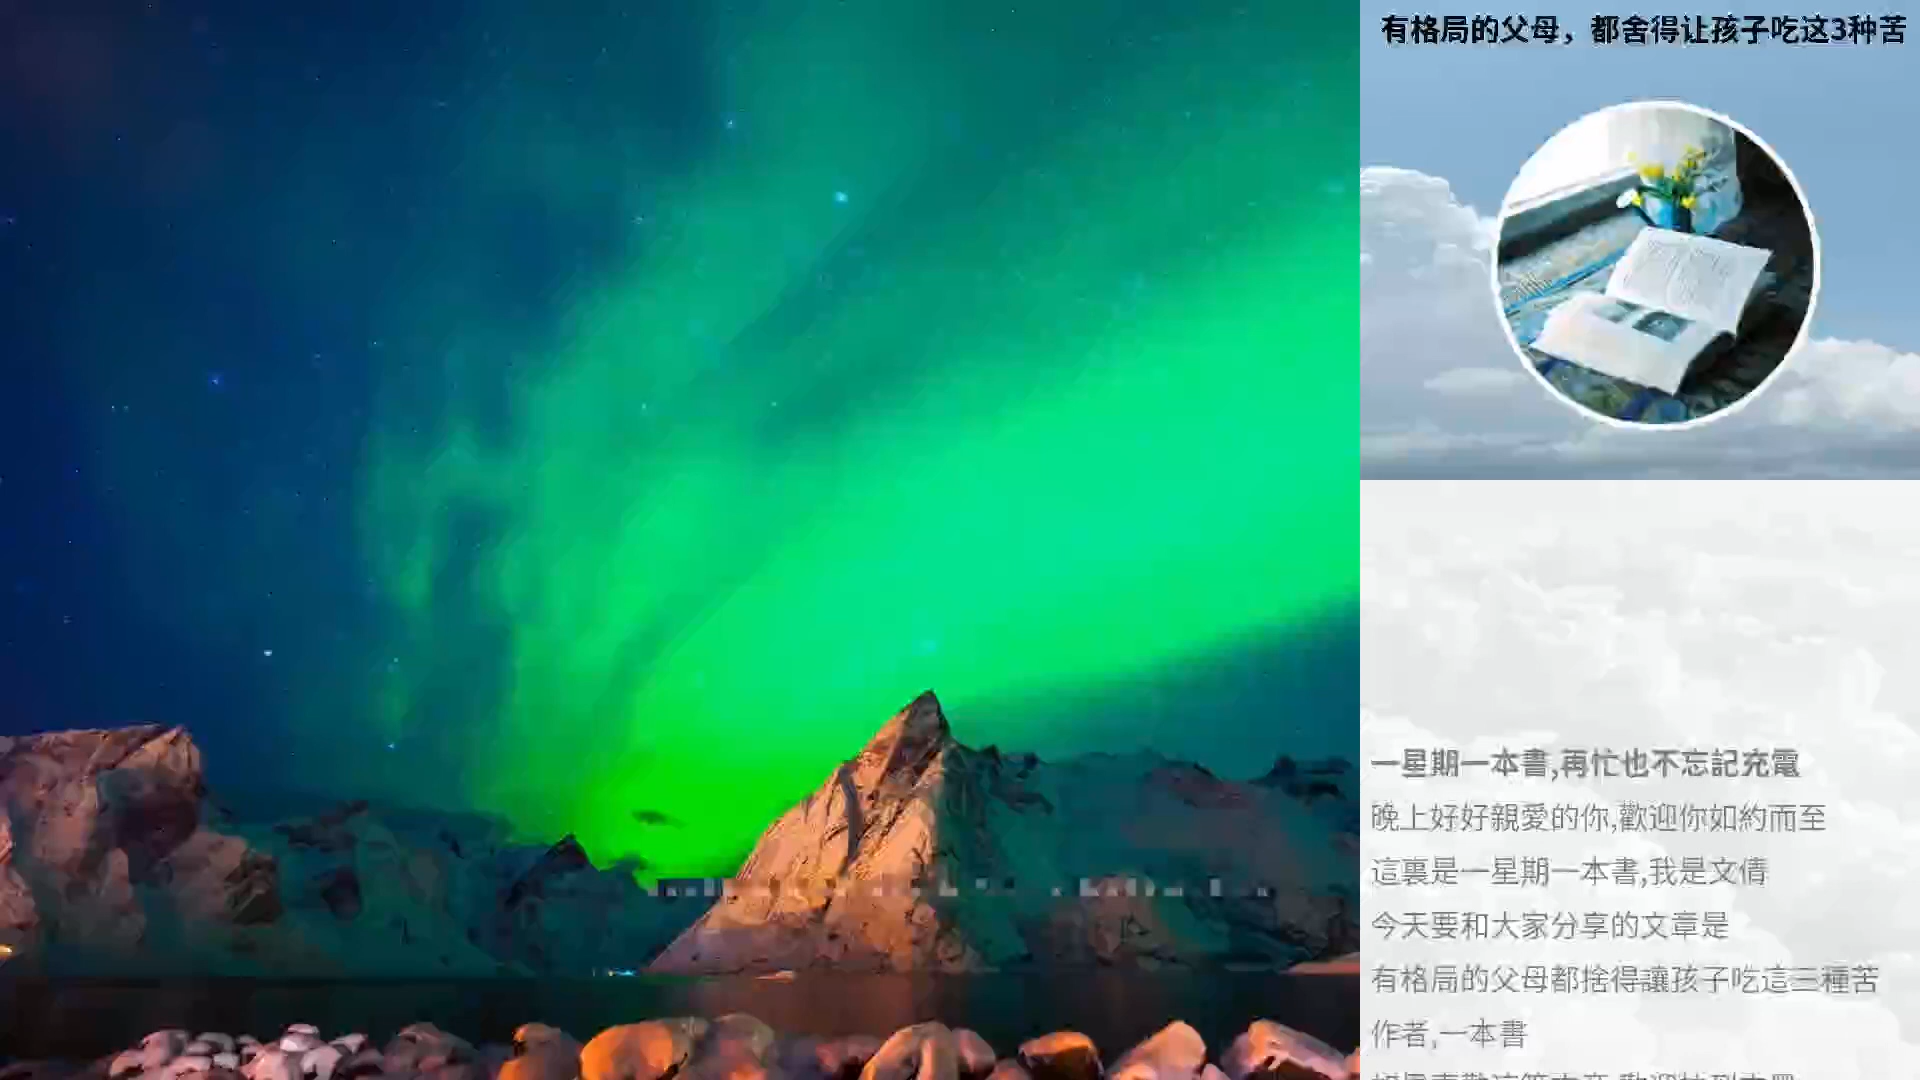 有格局的父母，都舍得让孩子吃这3种苦
一星期一本書,再忙也不忘記充電
晚上好好親愛的你,歡迎你如約而至
這裏是一星期一本書,我是文倩
今天要和大家分享的文章是
有格局的父母都捨得讓孩子吃這三種苦
作者,一本書